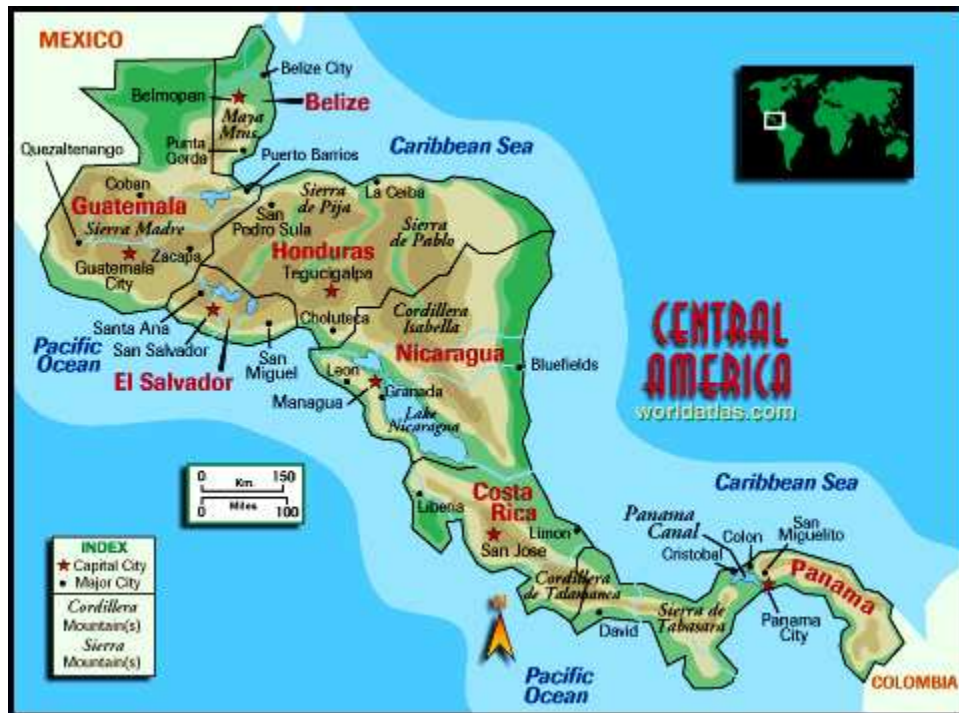 MEXICO
Belize City
Belmopan
Belize
Maya
Mtns.
Punta
Gorda
Quezaltenango
Puerto Barrios
Caribbean Sea
Coban
Guatemala
Sierra Madre
Zacapa
Guatemala
City
La Ceiba
Sierra
de Pija
San
Pedro Sula
Sierra
de Pablo
Honduras
Tegucigalpa
Santa Ana
San Salvador
El Salvador
San
Miguel
Choluteca
Pacific
Ocean
Cordillera
Isabella
Nicaragua
Leon
Managua
Granada
Lake
Nicaragna
Bluefields
CENTRAL
AMERICA
worldatlas.com
0 150
Km.
Miles
0 100
INDEX
Capital City
Major City
Cordillera
Mountain(s)
Sierra
Mountain(s)
Costa
Rica
Liberia
Limon
San Jose
Cordillera
de Talamanca
Caribbean Sea
Panama
Canal
Cristobal
Colon
San
Miguelito
Panama
Panama
City
David
Sierra de
Tabasara
Pacific
Ocean
COLOMBIA